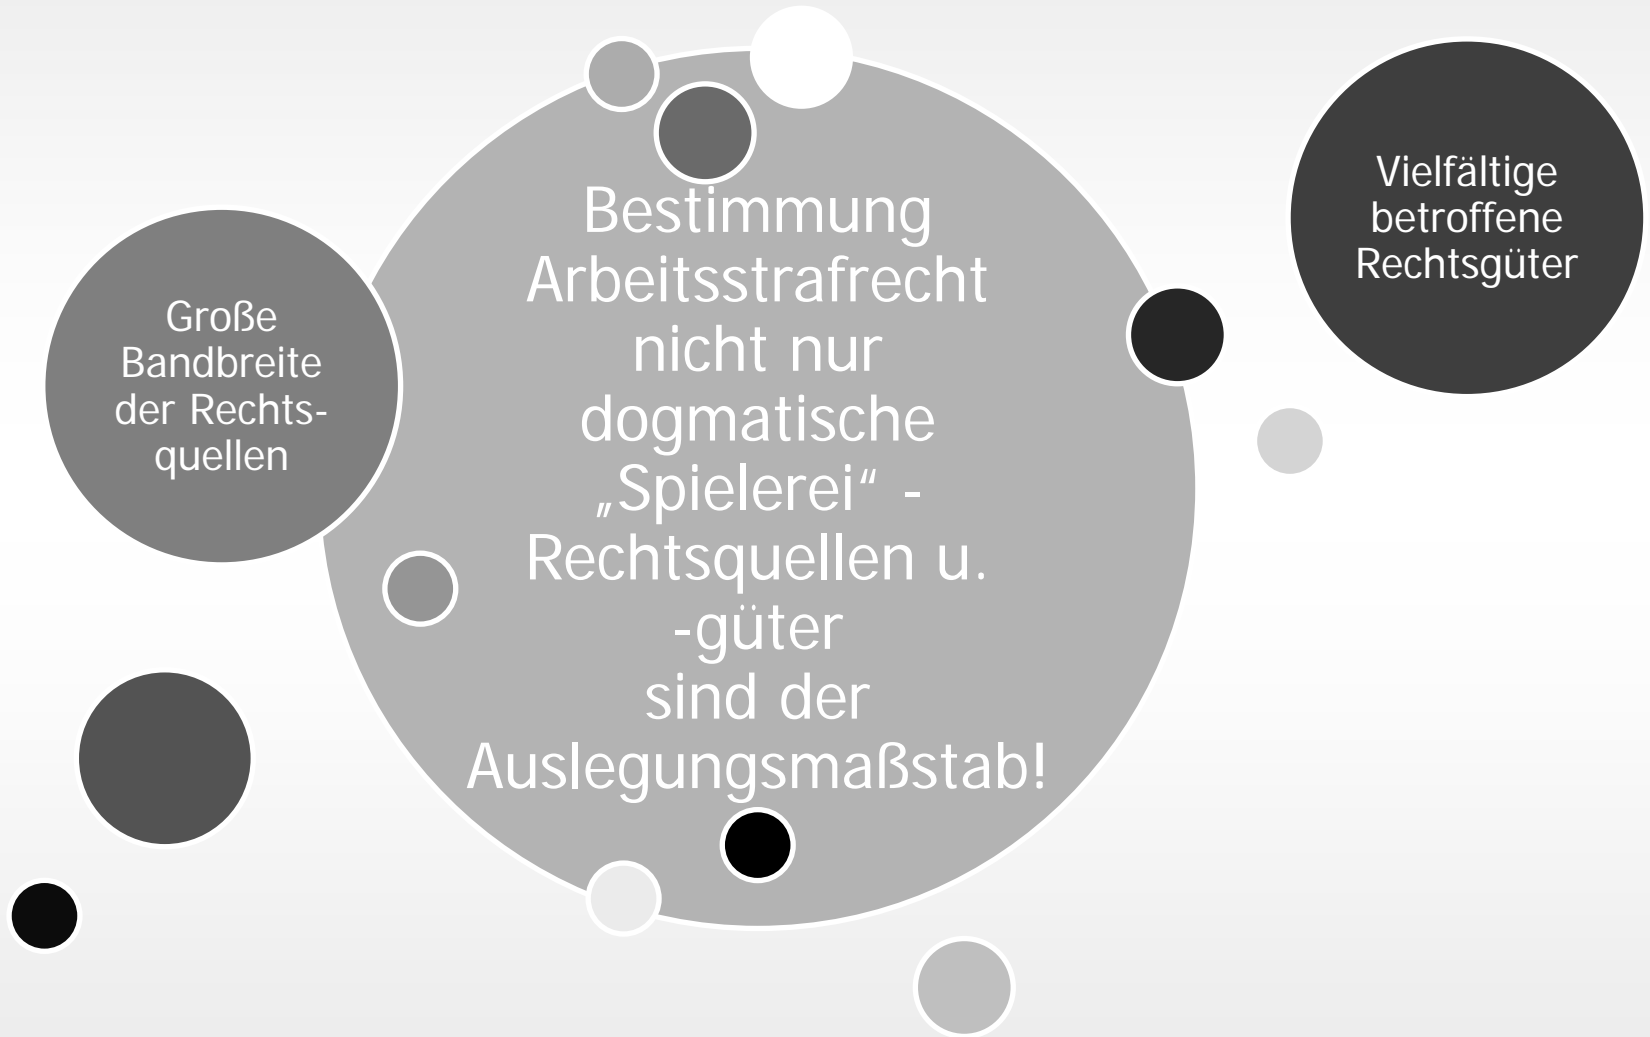 Große
Bandbreite
der Rechts-
quellen
Bestimmung
Arbeitsstrafrecht
nicht nur
dogmatische
„Spielerei“ -
Rechtsquellen u.
-güter
sind der
Auslegungsmaßstab!
Vielfältige
betroffene
Rechtsgüter